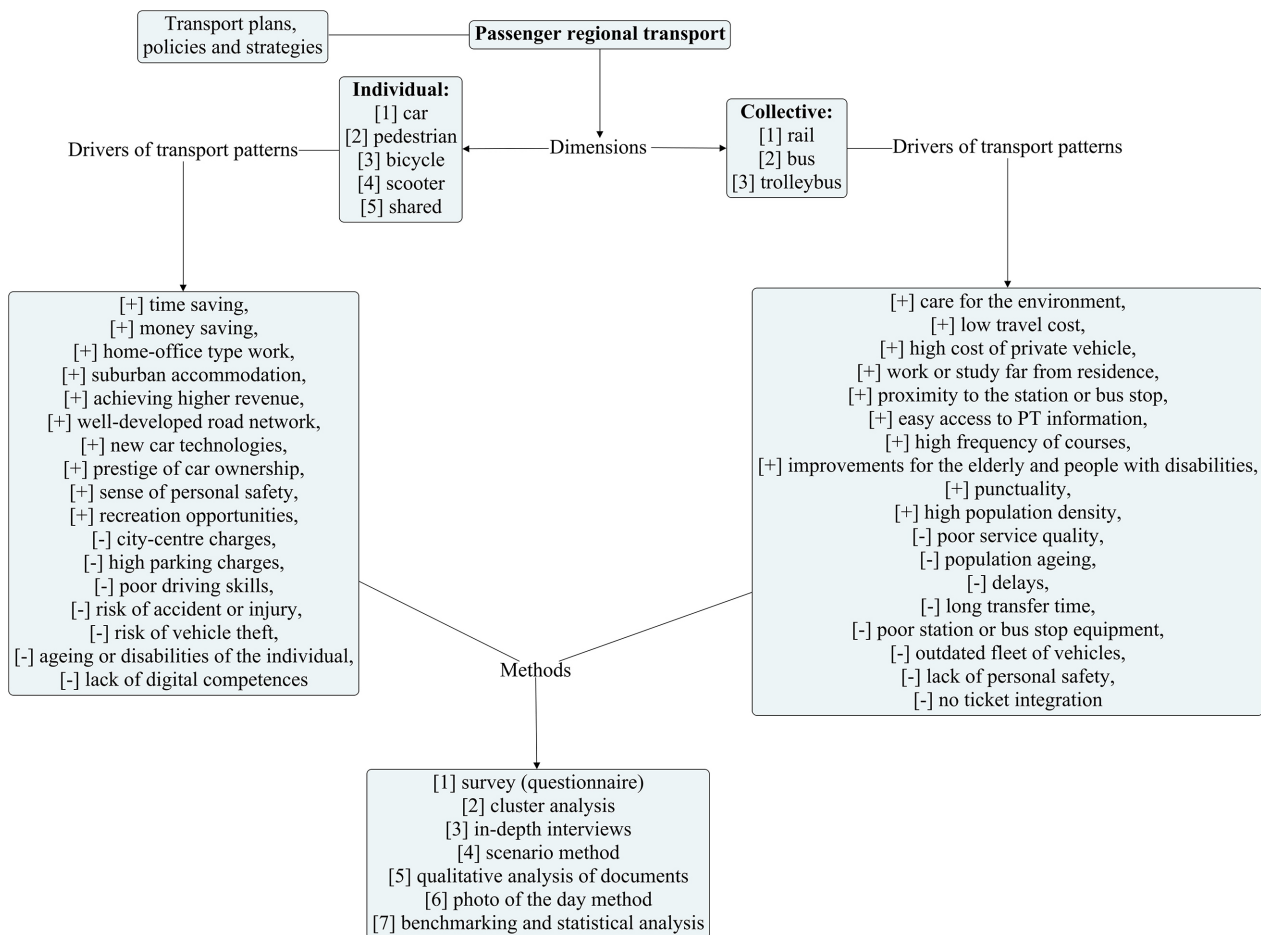 Transport plans,
policies and strategies
Passenger regional transport
Individual:
[1] car
[2] pedestrian
[3] bicycle
[4] scooter
[5] shared
Collective:
[1] rail
[2] bus
[3] trolleybus
Drivers of transport patterns
Dimensions
Drivers of transport patterns
[+] time saving,
[+] money saving,
[+] home-office type work,
[+] suburban accommodation,
[+] achieving higher revenue,
[+] well-developed road network,
[+] new car technologies,
[+] prestige of car ownership,
[+] sense of personal safety,
[+] recreation opportunities,
[-] city-centre charges,
[-] high parking charges,
[-] poor driving skills,
[-] risk of accident or injury,
[-] risk of vehicle theft,
[-] ageing or disabilities of the individual,
[-] lack of digital competences
[+] care for the environment,
[+] low travel cost,
[+] high cost of private vehicle,
[+] work or study far from residence,
[+] proximity to the station or bus stop,
[+] easy access to PT information,
[+] high frequency of courses,
[+] improvements for the elderly and people with disabilities,
[+] punctuality,
[+] high population density,
[-] poor service quality,
[-] population ageing,
[-] delays,
[-] long transfer time,
[-] poor station or bus stop equipment,
[-] outdated fleet of vehicles,
[-] lack of personal safety,
[-] no ticket integration
Methods
[1] survey (questionnaire)
[2] cluster analysis
[3] in-depth interviews
[4] scenario method
[5] qualitative analysis of documents
[6] photo of the day method
[7] benchmarking and statistical analysis